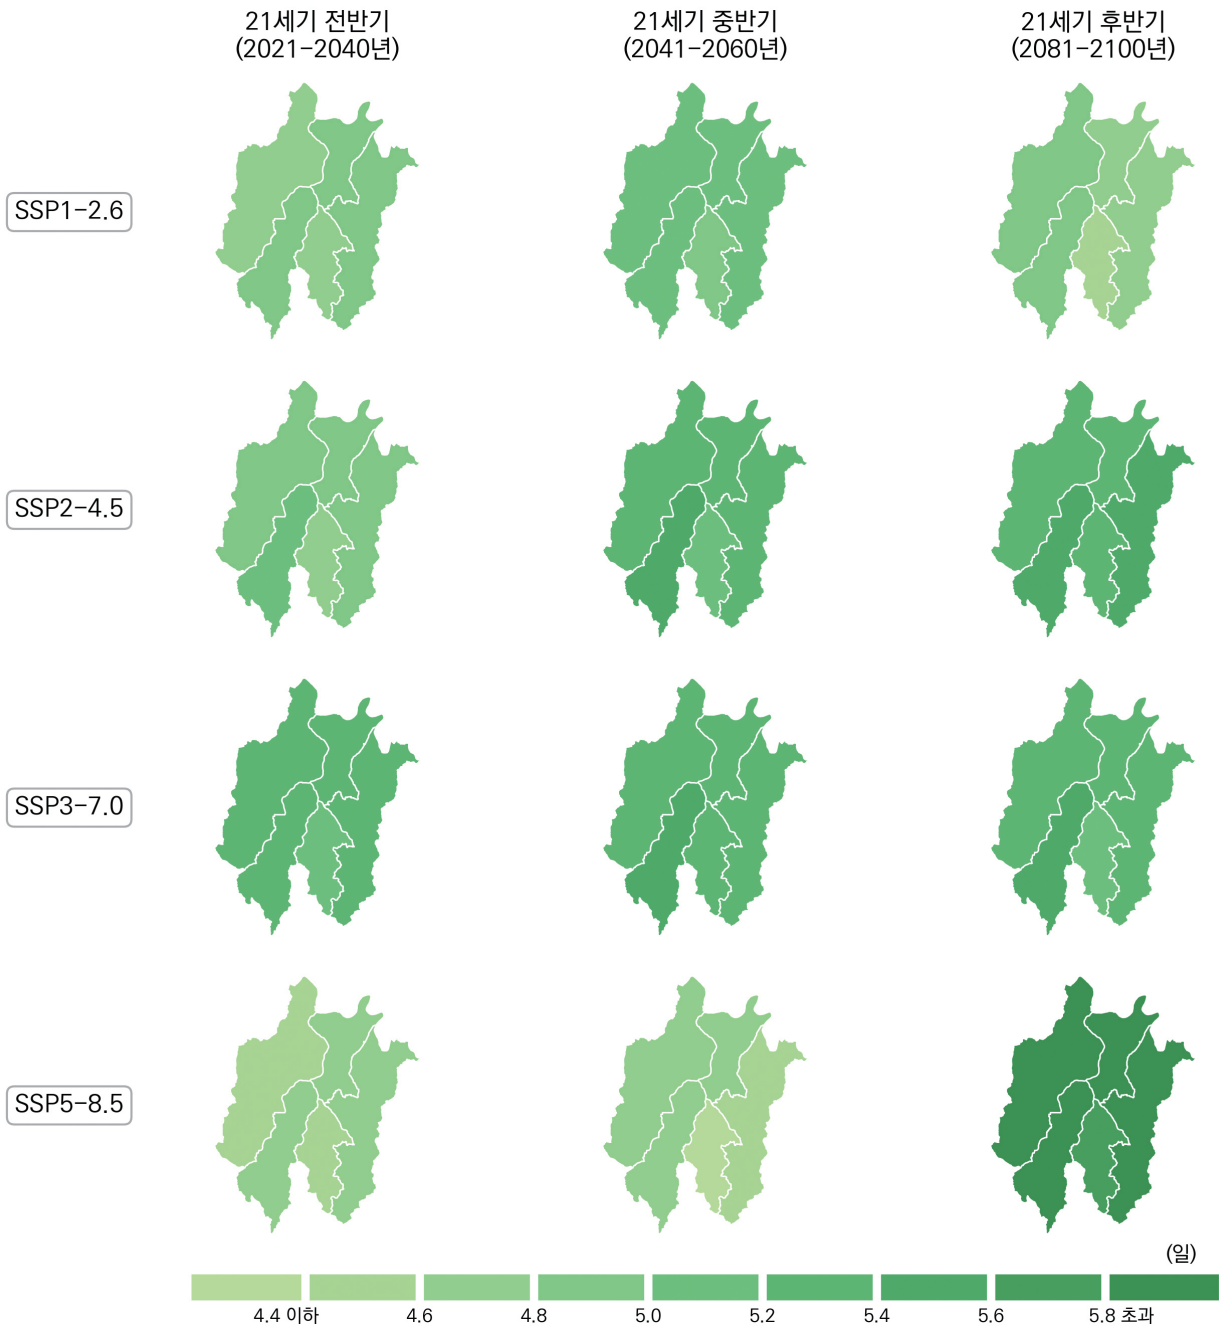 21세기 전반기
(2021-2040년)
21세기 중반기
(2041-2060년)
21세기 후반기
(2081-2100년)
SSP1-2.6
SSP2-4.5
SSP3-7.0
SSP5-8.5
(일)
4.4 이하
4.6
4.8
5.0
5.2
5.4
5.6
5.8 초과